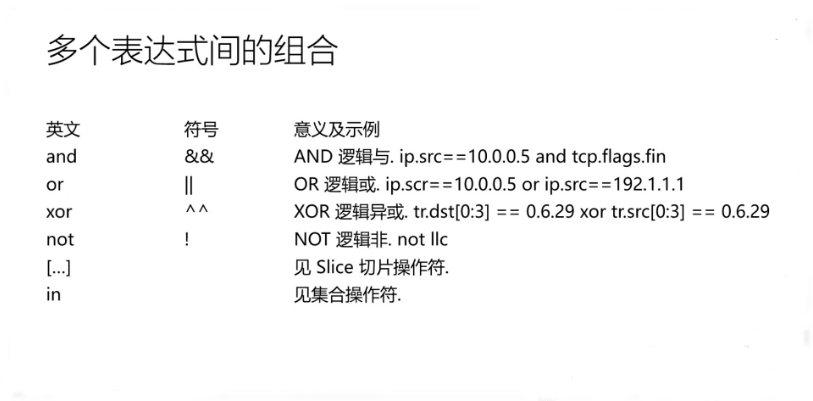 多个表达式间的组合
英文 符号 意义及示例
and && AND 逻辑与. ip.src==10.0.0.5 and tcp.flags.fin
or || OR 逻辑或. ip.scr==10.0.0.5 or ip.src==192.1.1.1
xor ^^ XOR 逻辑异或. tr.dst[0:3] == 0.6.29 xor tr.src[0:3] == 0.6.29
not ! NOT 逻辑非. not llc
[...] 见 Slice 切片操作符.
in 见集合操作符.